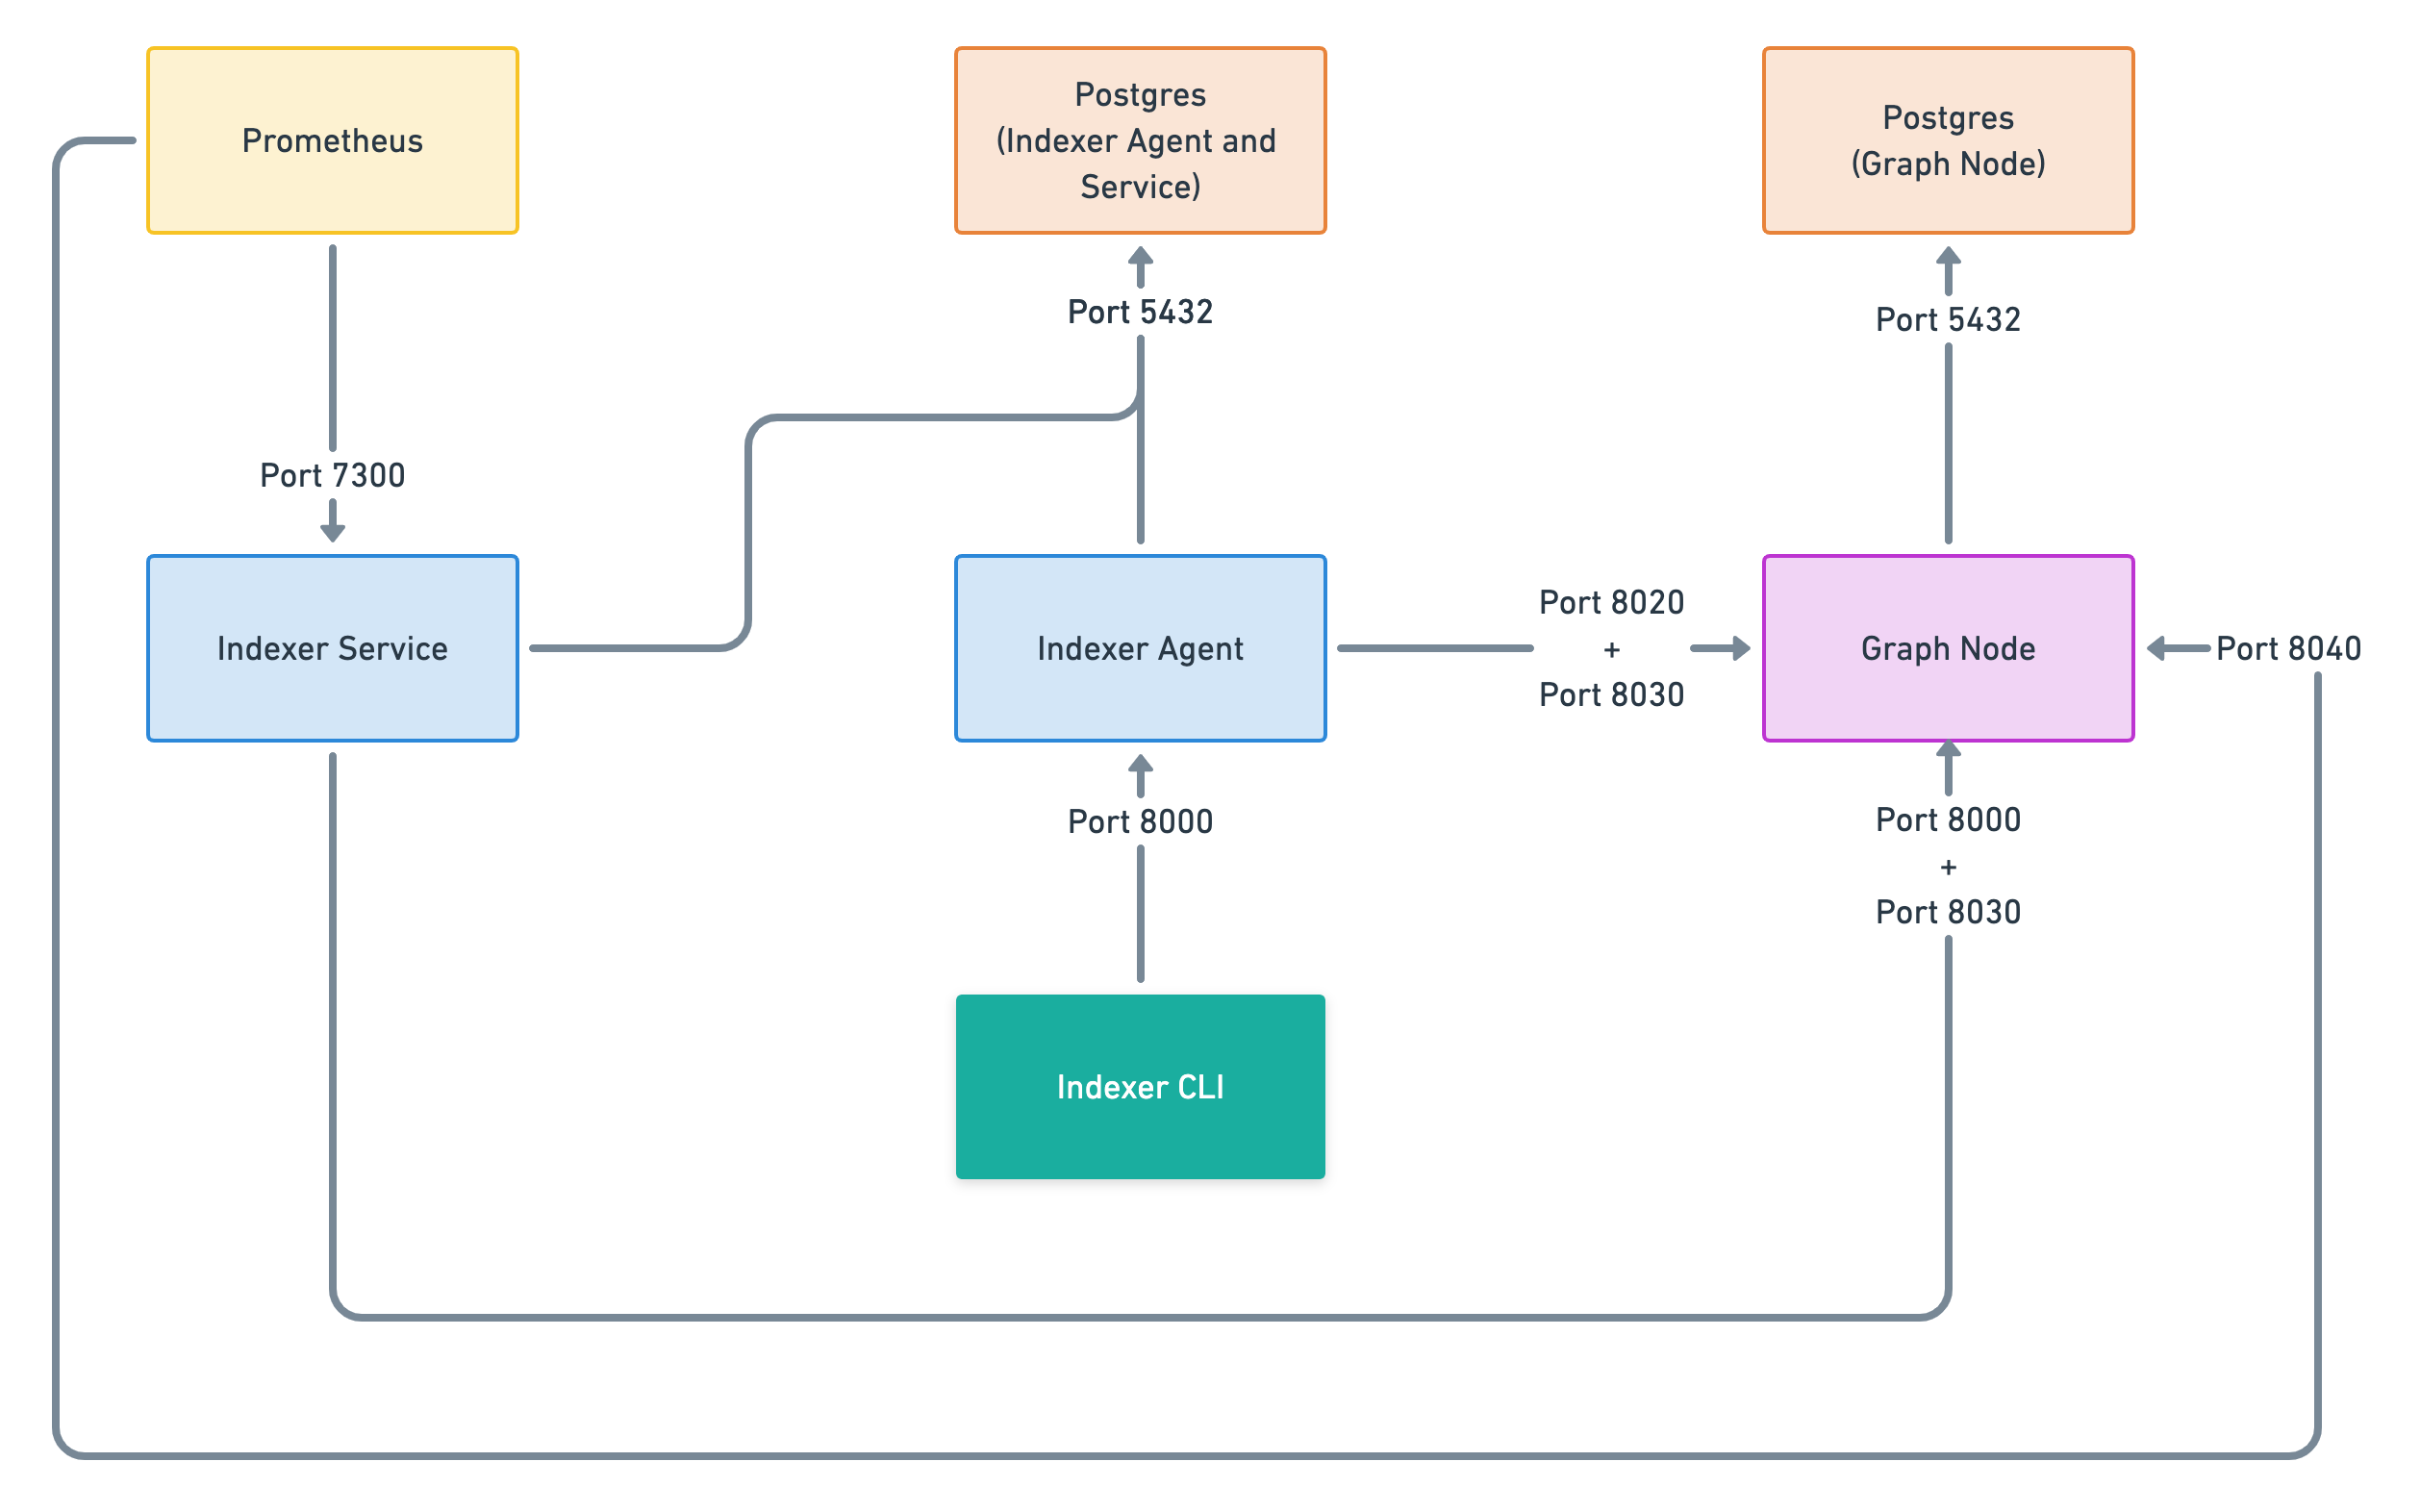 Prometheus
Postgres
(Indexer Agent and
Service)
Postgres
(Graph Node)
Port 5432
Port 5432
Port 7300
Indexer Service
Indexer Agent
Port 8020
+
Port 8030
Graph Node
Port 8040
Port 8000
Port 8000
+
Port 8030
Indexer CLI